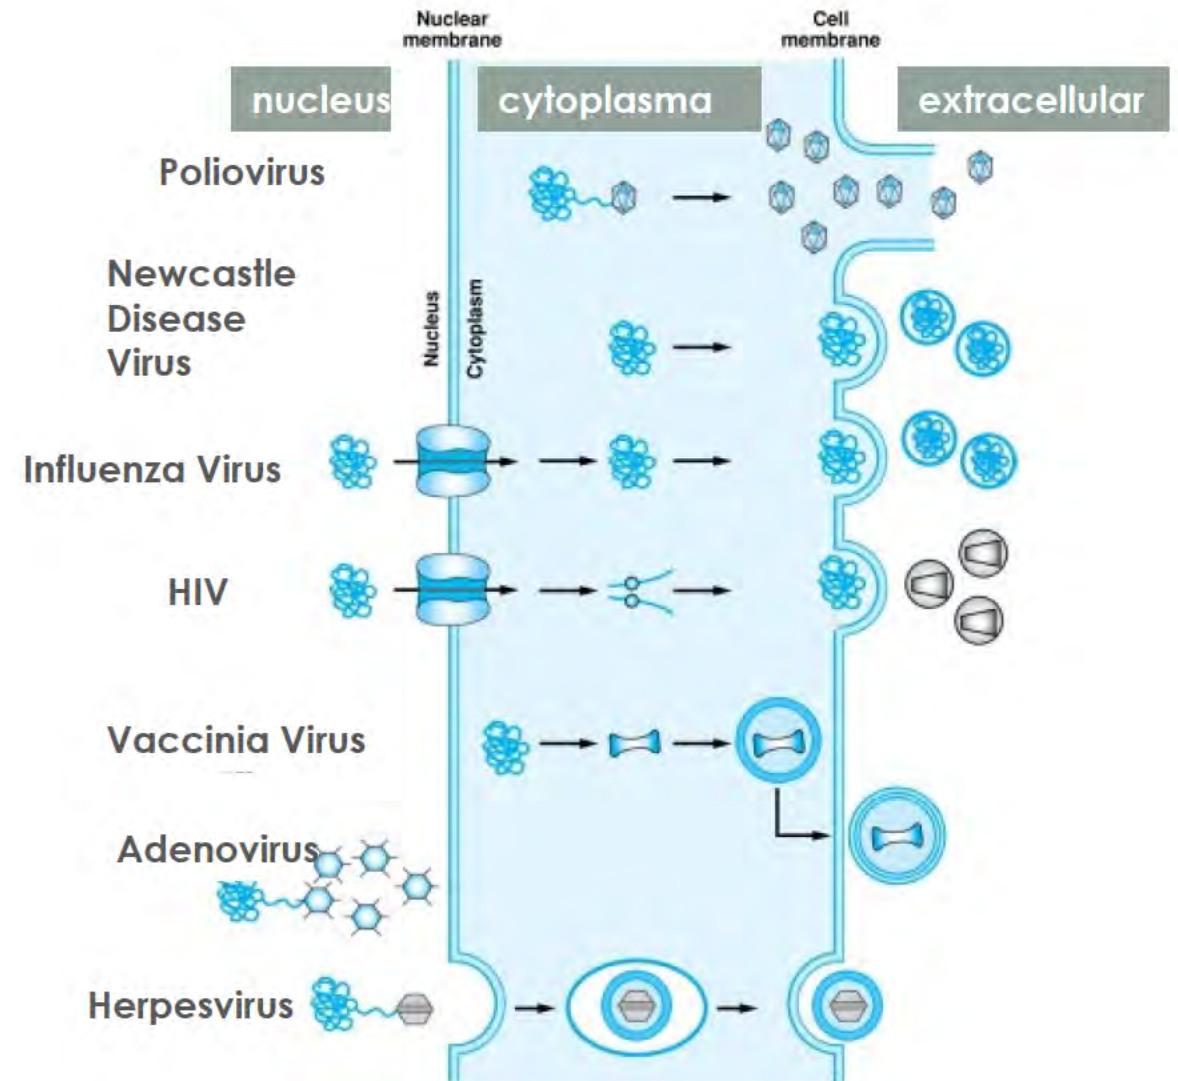 Nuclear
membrane
Cell
membrane
nucleus
cytoplasma
extracellular
Poliovirus
Newcastle
Disease
Virus
Nucleus
Cytoplasm
Influenza Virus
HIV
Vaccinia Virus
Adenovirus
Herpesvirus